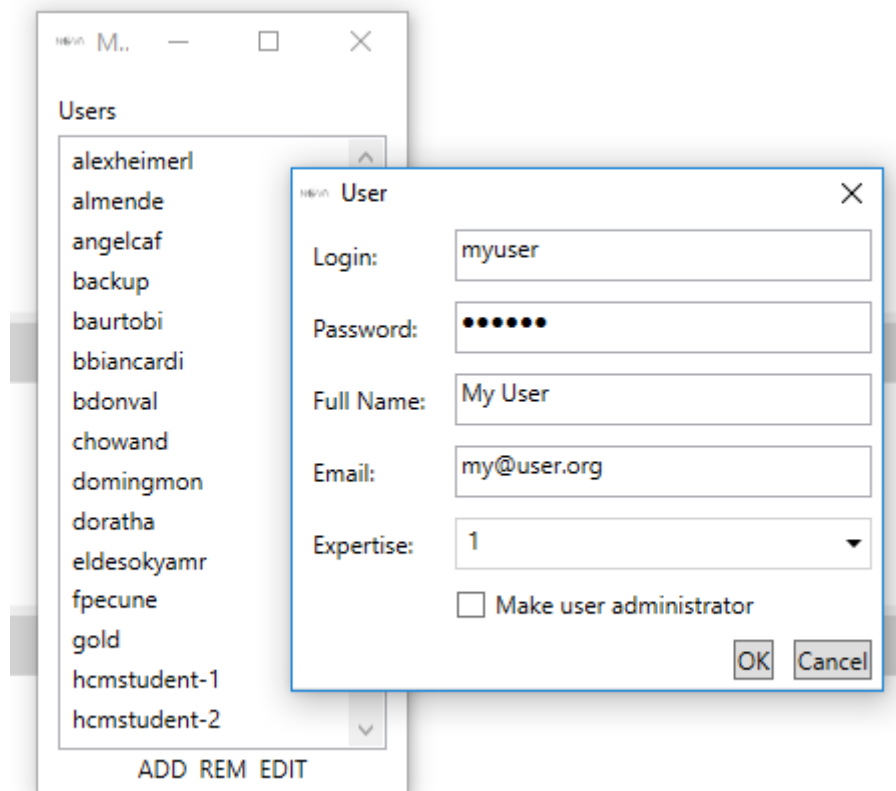 M..
Users
alexheimerl
almende
angelcaf
backup
baurtobi
bbiancardi
bdonval
chowand
domingmon
doratha
eldesokyamr
fpecune
gold
hcmstudent-1
hcmstudent-2
ADD REM EDIT
User
Login: myuser
Password: ●●●●●●
Full Name: My User
Email: my@user.org
Expertise: 1
Make user administrator
OK Cancel